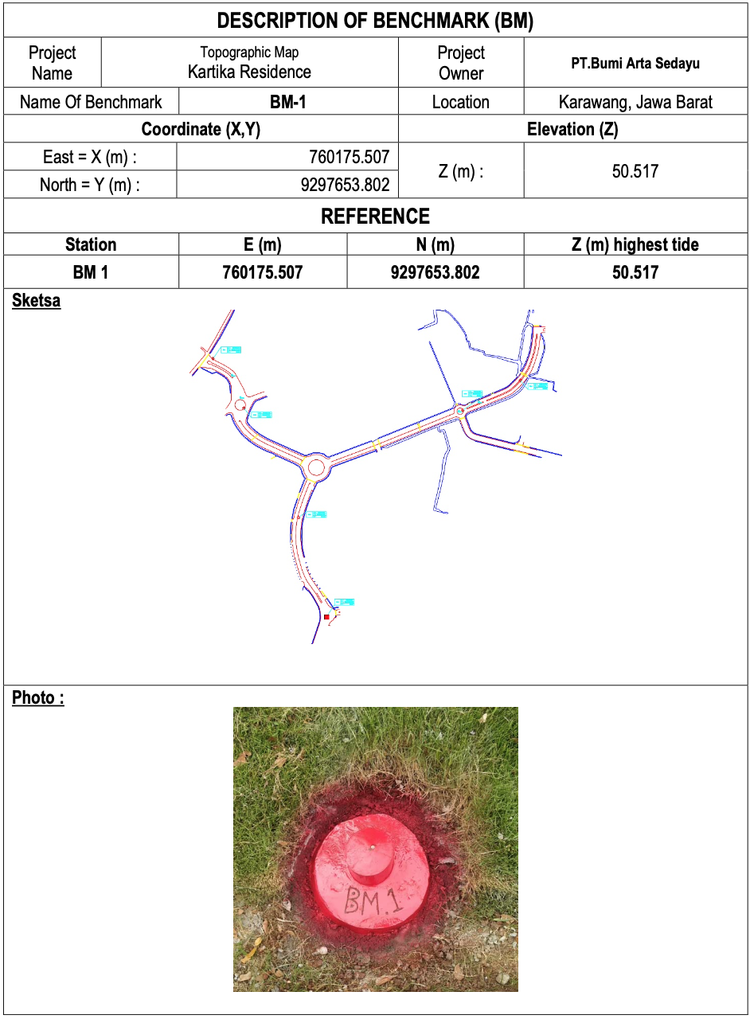 DESCRIPTION OF BENCHMARK (BM)
Project Name
Topographic Map
Kartika Residence
Project Owner
PT.Bumi Arta Sedayu
Name Of Benchmark
BM-1
Location
Karawang, Jawa Barat
Coordinate (X,Y)
Elevation (Z)
East = X (m) :
760175.507
North = Y (m) :
9297653.802
Z (m) :
50.517
REFERENCE
Station
E (m)
N (m)
Z (m) highest tide
BM 1
760175.507
9297653.802
50.517
Sketsa
Photo :
BM.1